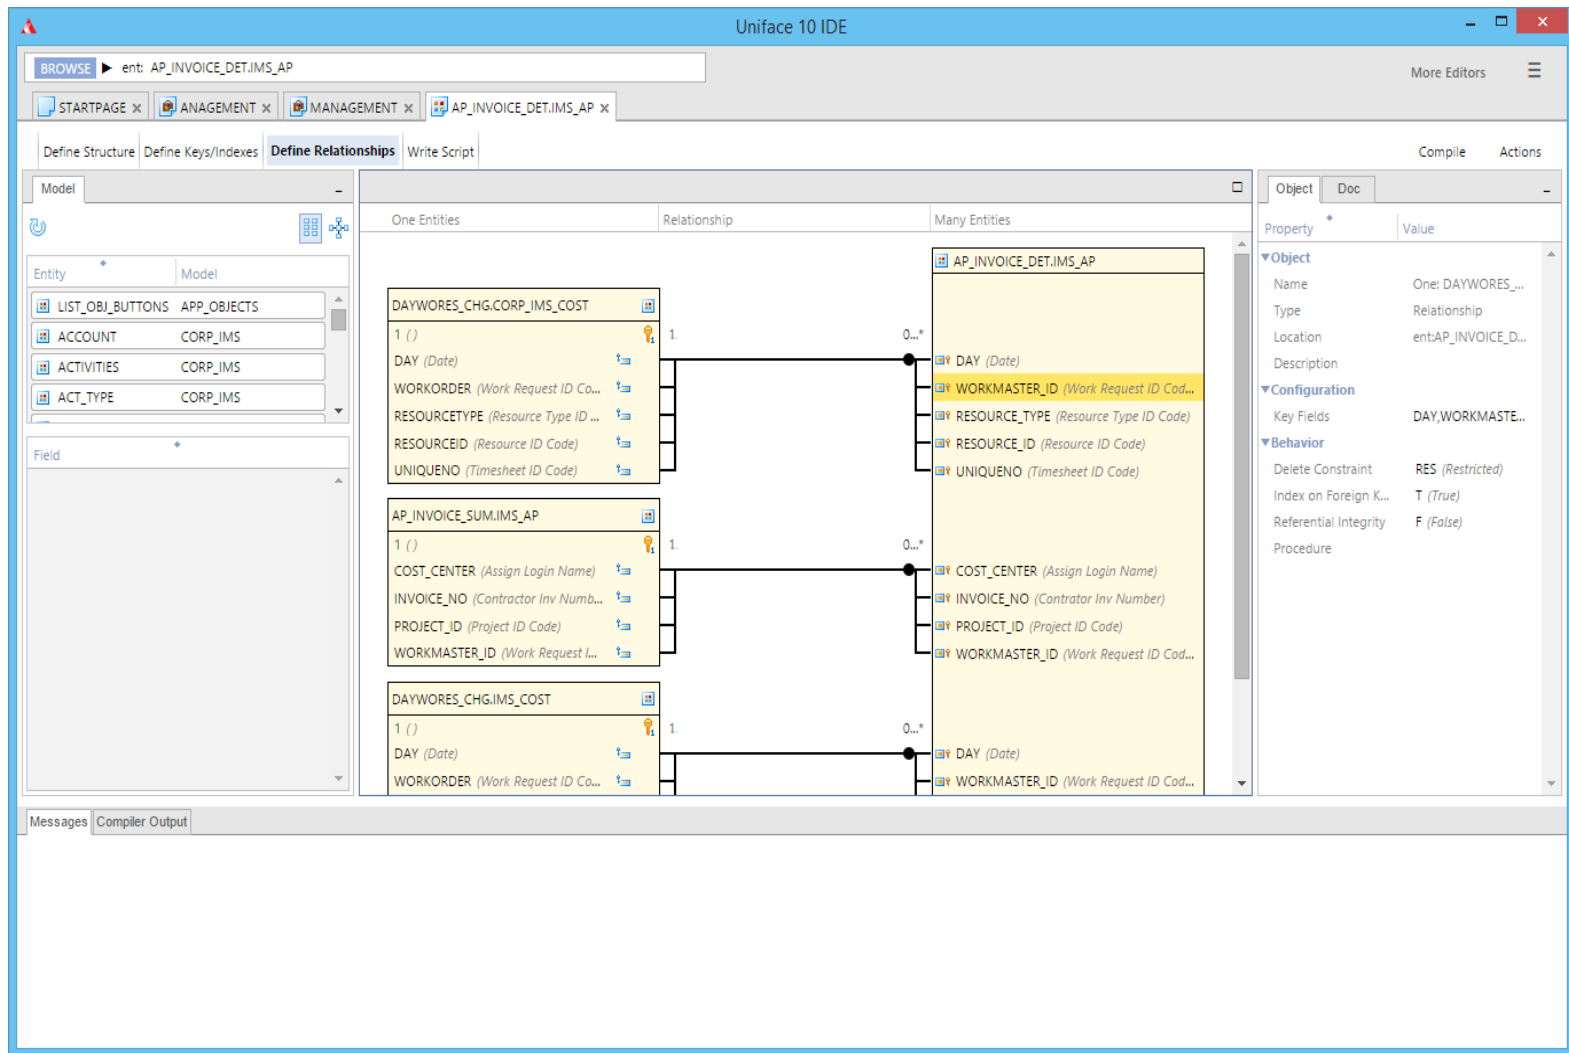 Uniface 10 IDE
BROWSE ent: AP_INVOICE_DET.IMS_AP
More Editors
STARTPAGE ANAGEMENT MANAGEMENT AP_INVOICE_DET.IMS_AP
Define Structure Define Keys/Indexes Define Relationships Write Script
Compile Actions
Model
Entity Model
LIST_OBJ_BUTTONS APP_OBJECTS
ACCOUNT CORP_IMS
ACTIVITIES CORP_IMS
ACT_TYPE CORP_IMS
Field
One Entities Relationship Many Entities
AP_INVOICE_DET.IMS_AP
DAYWORES_CHG.CORP_IMS_COST
1 () 1. 0...*
DAY (Date) DAY (Date)
WORKORDER (Work Request ID Co... WORKMASTER_ID (Work Request ID Cod...
RESOURCETYPE (Resource Type ID ... RESOURCE_TYPE (Resource Type ID Code)
RESOURCEID (Resource ID Code) RESOURCE_ID (Resource ID Code)
UNIQUENO (Timesheet ID Code) UNIQUENO (Timesheet ID Code)
AP_INVOICE_SUM.IMS_AP
1 () 1. 0...*
COST_CENTER (Assign Login Name) COST_CENTER (Assign Login Name)
INVOICE_NO (Contractor Inv Numb... INVOICE_NO (Contrator Inv Number)
PROJECT_ID (Project ID Code) PROJECT_ID (Project ID Code)
WORKMASTER_ID (Work Request I... WORKMASTER_ID (Work Request ID Cod...
DAYWORES_CHG.IMS_COST
1 () 1. 0...*
DAY (Date) DAY (Date)
WORKORDER (Work Request ID Co... WORKMASTER_ID (Work Request ID Cod...
Object Doc
Property Value
Object
Name One: DAYWORES_...
Type Relationship
Location ent:AP_INVOICE_D...
Description
Configuration
Key Fields DAY,WORKMASTE...
Behavior
Delete Constraint RES (Restricted)
Index on Foreign K... T (True)
Referential Integrity F (False)
Procedure
Messages Compiler Output